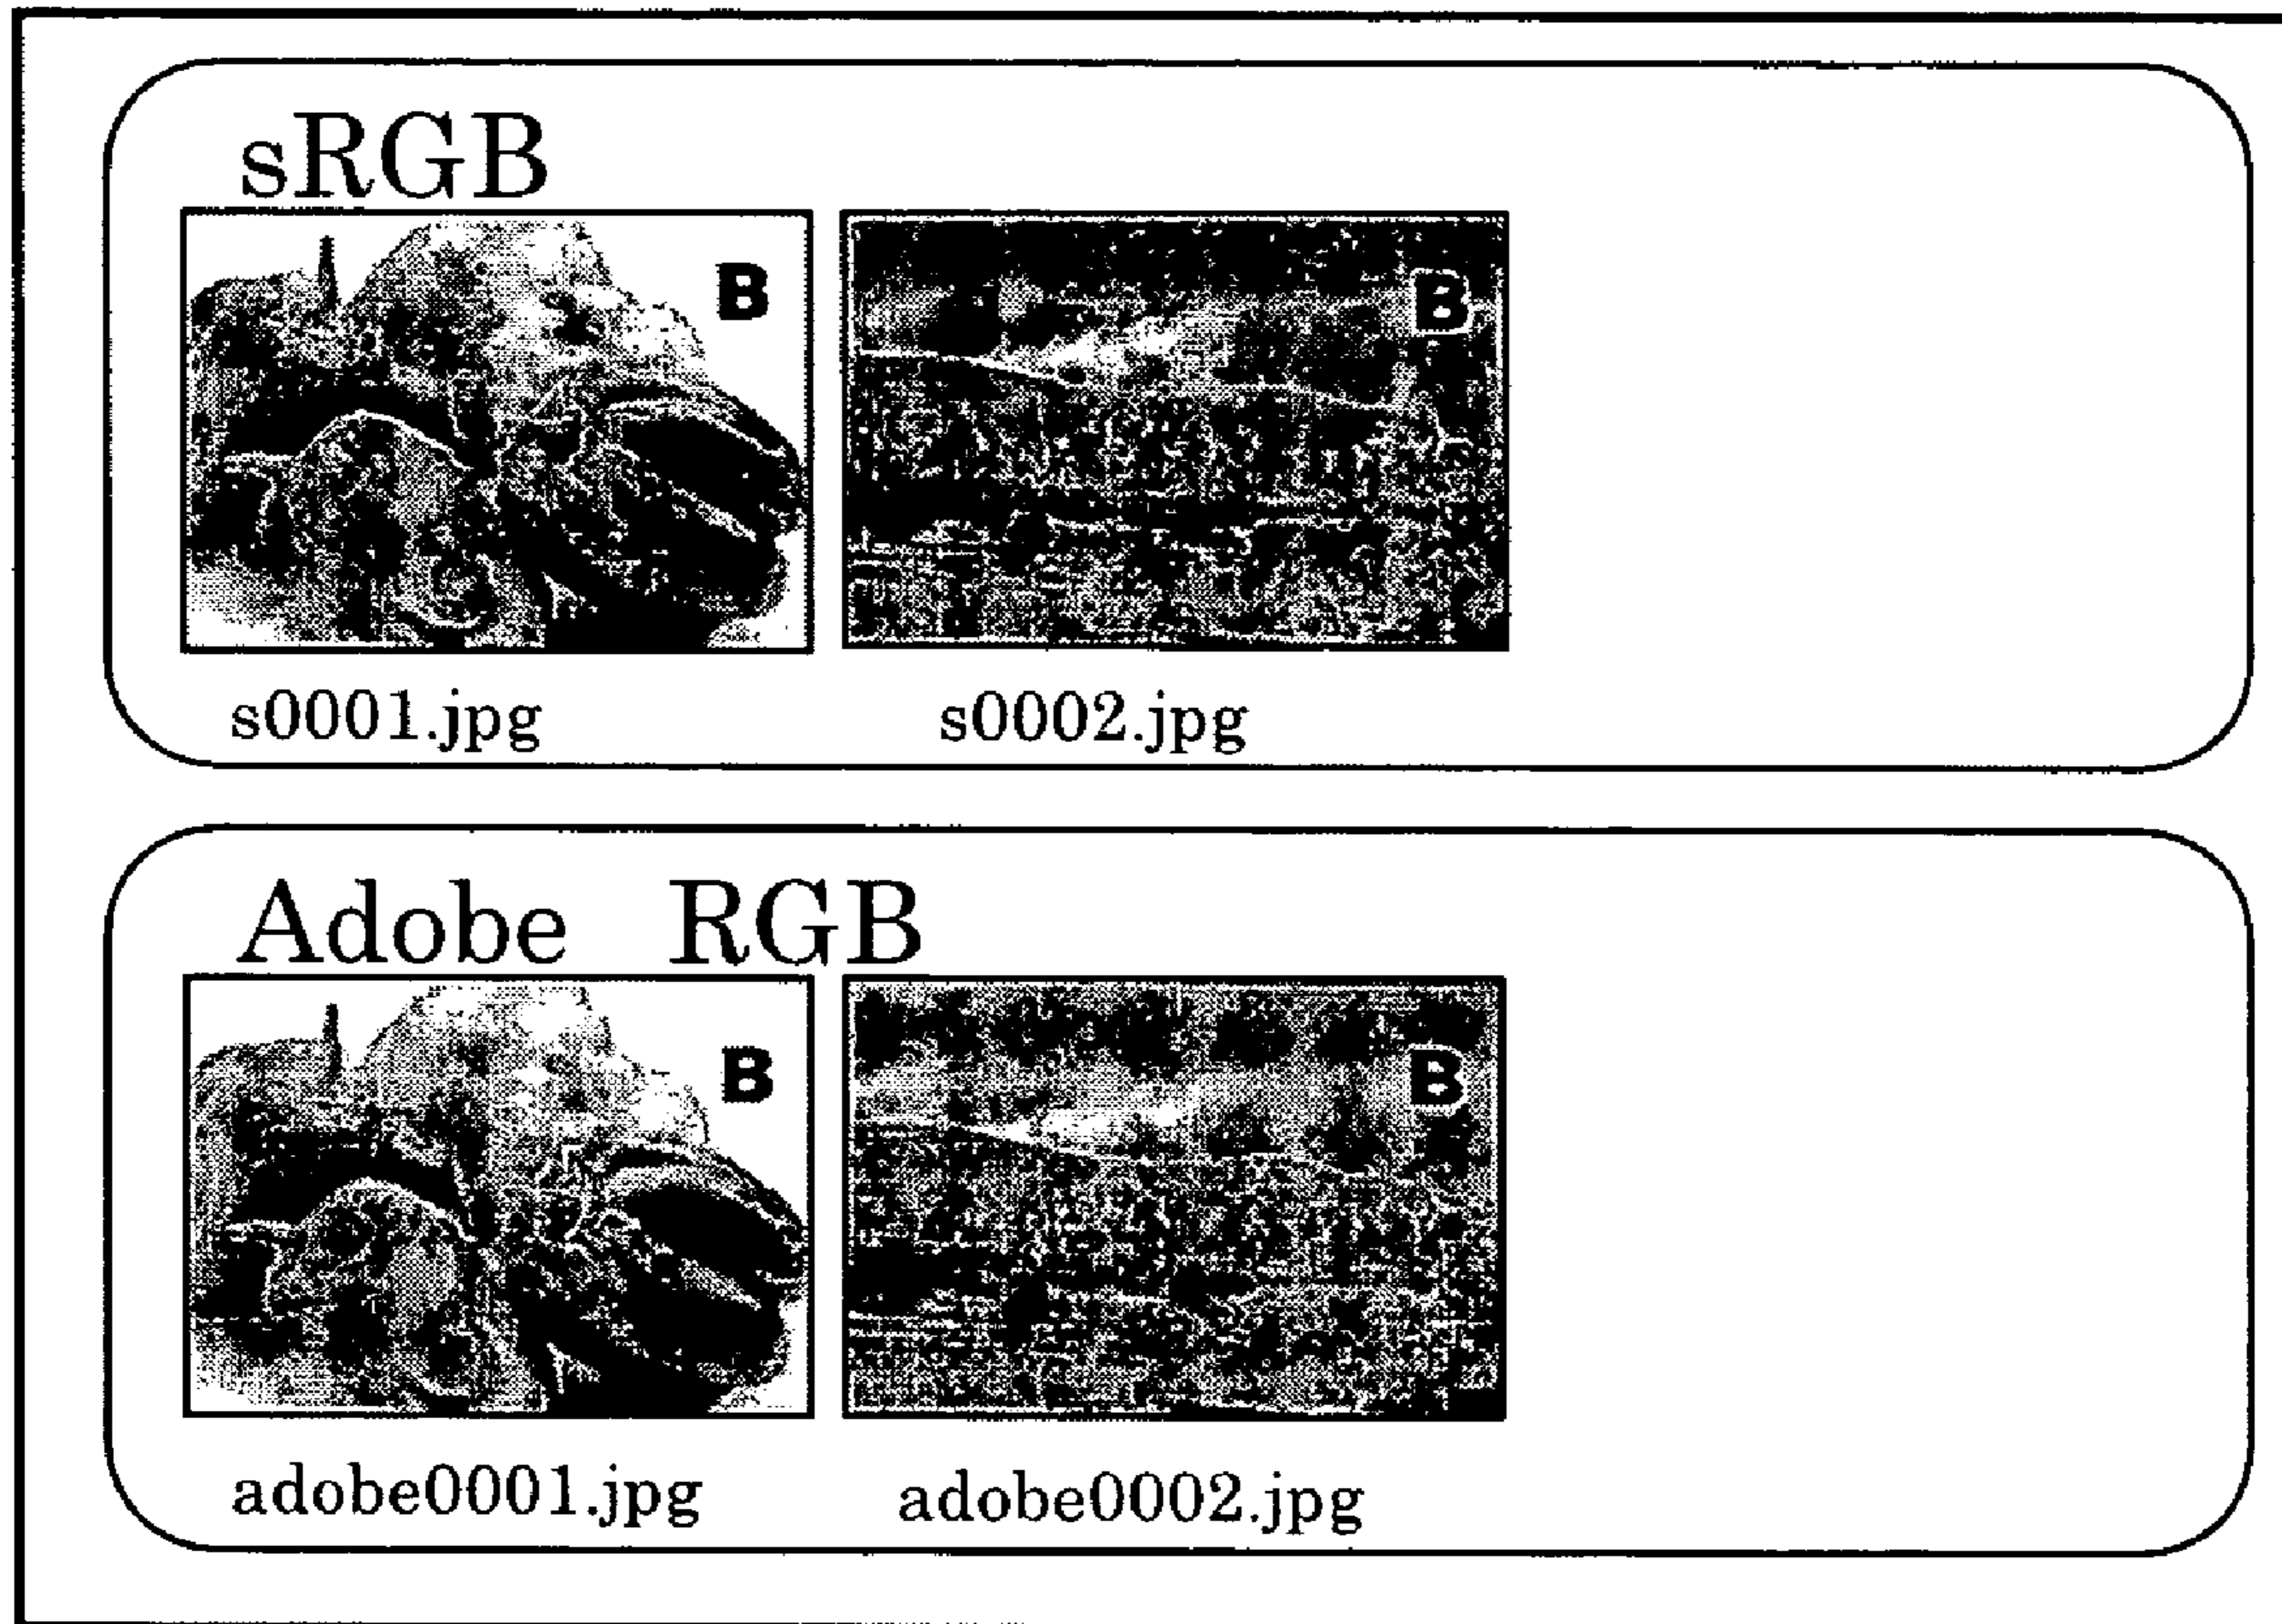 sRGB
B B
s0001.jpg s0002.jpg
Adobe RGB
B B
adobe0001.jpg adobe0002.jpg